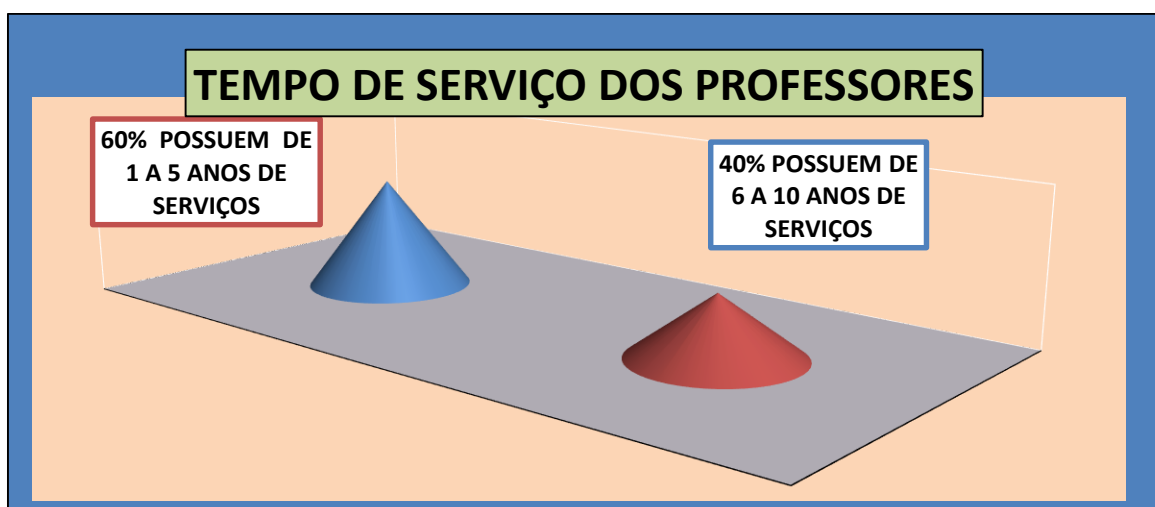 TEMPO DE SERVIÇO DOS PROFESSORES
60% POSSUEM DE
1 A 5 ANOS DE
SERVIÇOS
40% POSSUEM DE
6 A 10 ANOS DE
SERVIÇOS